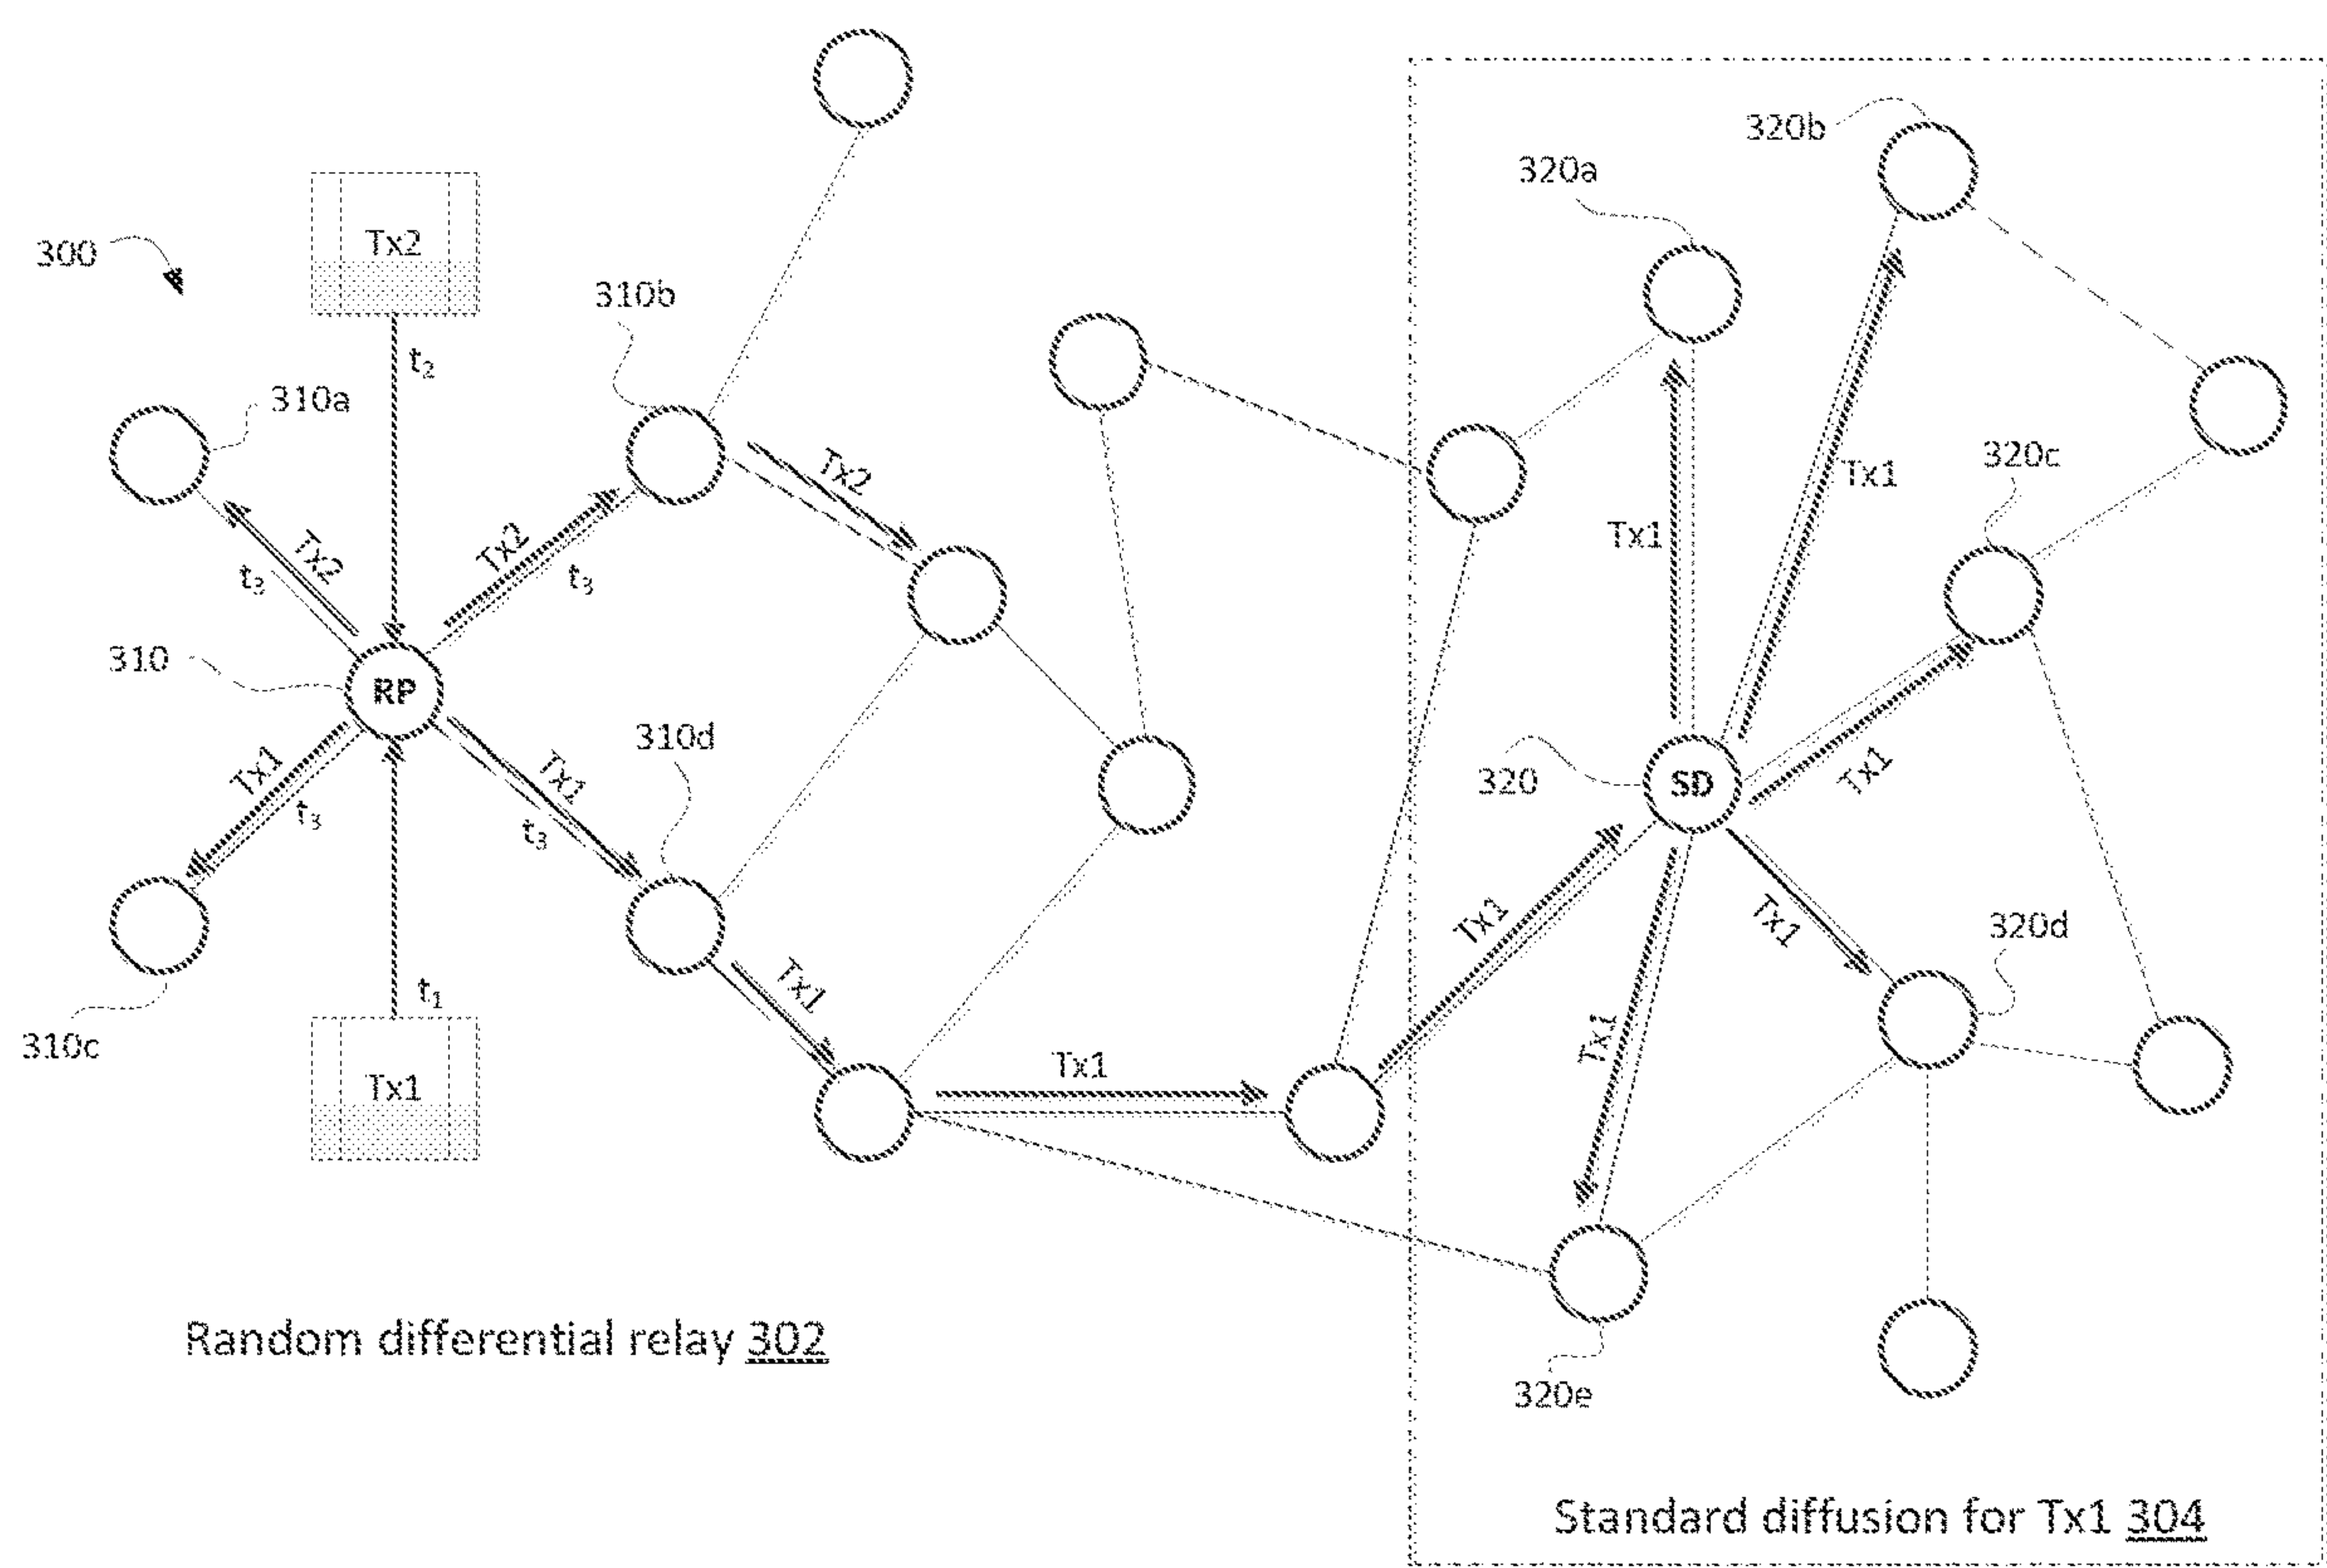 320b
320a
300
Tx2
310b
t₂
310a
320c
Tx2
Tx1
Tx1
Tx2
Tx2
t₃
t₃
310
RP
310d
Tx1
Tx1
t₃
t₃
320
SD
Tx1
Tx1
320d
Tx1
Tx1
t₁
Tx1
310c
Tx1
Tx1
Random differential relay 302
320e
Standard diffusion for Tx1 304